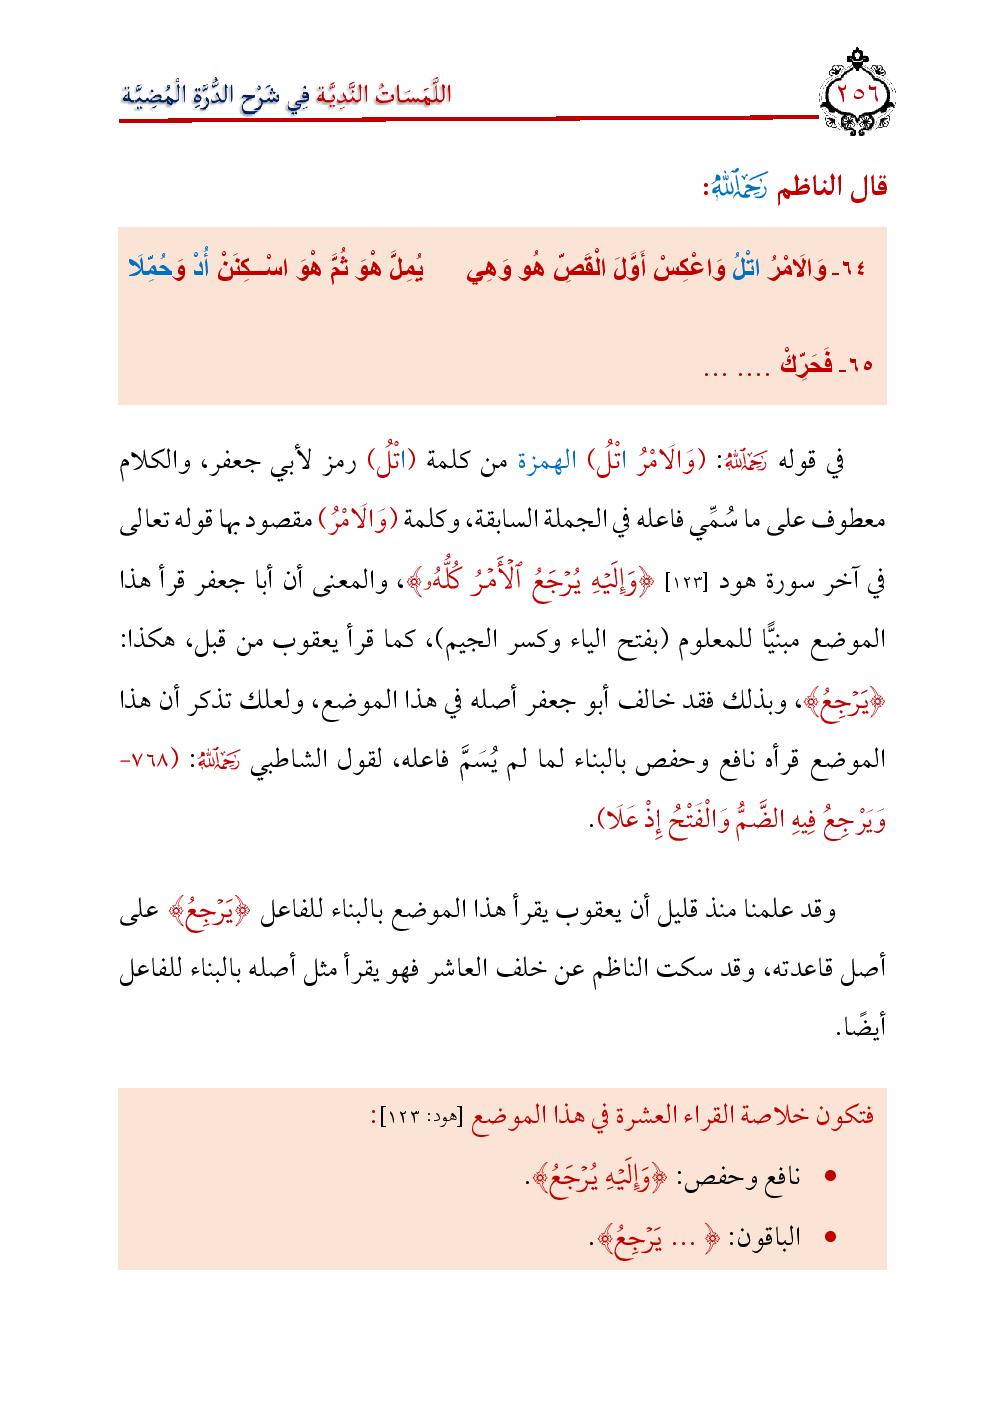 ٢٥٦
اللَّمَسَاتُ النَّدِيَّة فِي شَرْح الدُّرَّةِ الْمُضِيَّة
قال الناظم رَحِمَهُ ٱللَّهُ:
٦٤- وَالَامْرُ اتْلُ وَاعْكِسْ أَوَّلَ الْقَصِّ هُو وَهِي يُمِلَّ هْوَ ثُمَّ هْوَ اسْـكِنَنْ أُدْ وَحُمِّلَا
٦٥- فَحَرِّكْ .... ...
في قوله رَحِمَهُ ٱللَّهُ: (وَالَامْرُ اتْلُ) الهمزة من كلمة (اتْلُ) رمز لأبي جعفر، والكلام
معطوف على ما سُمِّي فاعله في الجملة السابقة، وكلمة (وَالَامْرُ) مقصود بها قوله تعالى
في آخر سورة هود [١٢٣] ﴿وَإِلَيۡهِ يُرۡجَعُ ٱلۡأَمۡرُ كُلُّهُۥ﴾، والمعنى أن أبا جعفر قرأ هذا
الموضع مبنيًّا للمعلوم (بفتح الياء وكسر الجيم)، كما قرأ يعقوب من قبل، هكذا:
﴿يَرۡجِعُ﴾، وبذلك فقد خالف أبو جعفر أصله في هذا الموضع، ولعلك تذكر أن هذا
الموضع قرأه نافع وحفص بالبناء لما لم يُسَمَّ فاعله، لقول الشاطبي رَحِمَهُ ٱللَّهُ: (٧٦٨-
وَيَرْجِعُ فِيهِ الضَّمُّ وَالْفَتْحُ إِذْ عَلَا).
وقد علمنا منذ قليل أن يعقوب يقرأ هذا الموضع بالبناء للفاعل ﴿يَرۡجِعُ﴾ على
أصل قاعدته، وقد سكت الناظم عن خلف العاشر فهو يقرأ مثل أصله بالبناء للفاعل
أيضًا.
فتكون خلاصة القراء العشرة في هذا الموضع [هود: ١٢٣]:
• نافع وحفص: ﴿وَإِلَيۡهِ يُرۡجَعُ﴾.
• الباقون: ﴿ ... يَرۡجِعُ﴾.